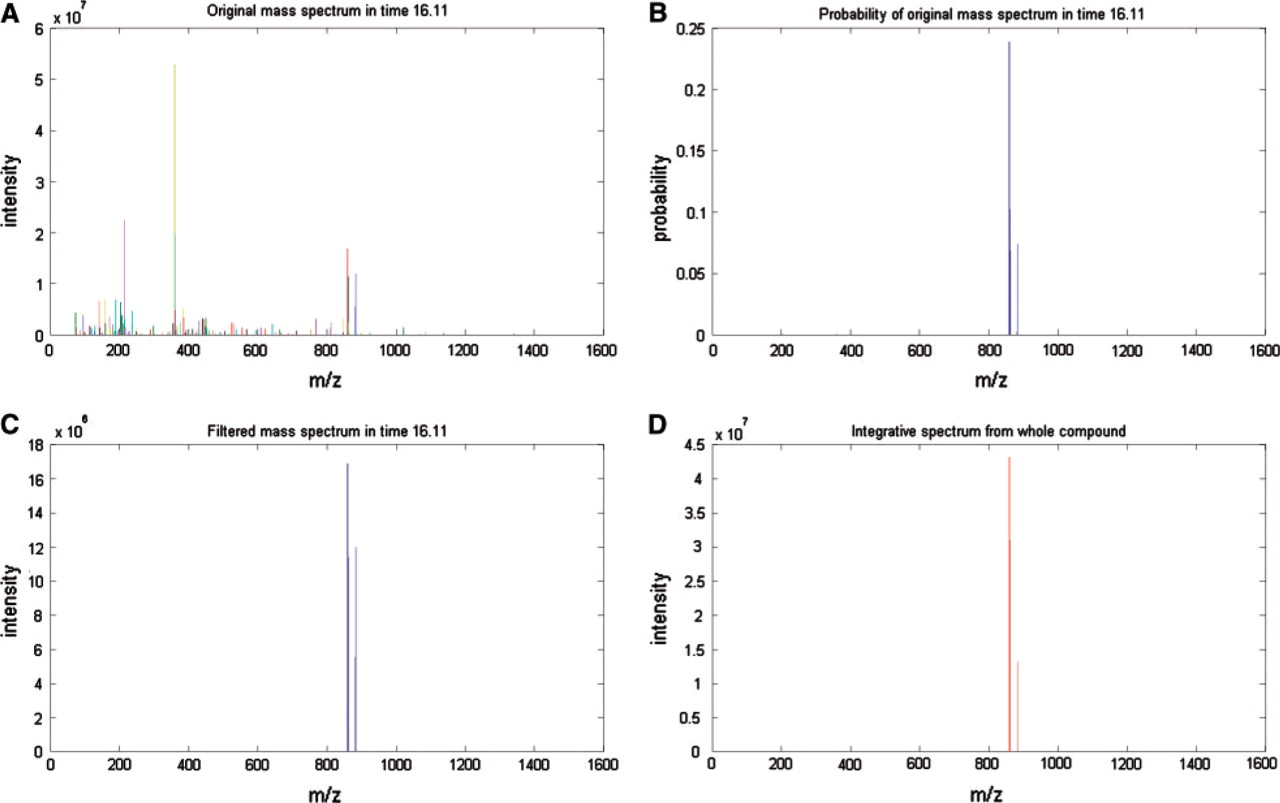 A
Original mass spectrum in time 16.11
x 10^7
6
5
4
3
2
1
0
intensity
0 200 400 600 800 1000 1200 1400 1600
m/z
B
Probability of original mass spectrum in time 16.11
0.25
0.2
0.15
0.1
0.05
0
probability
0 200 400 600 800 1000 1200 1400 1600
m/z
C
Filtered mass spectrum in time 16.11
x 10^6
18
16
14
12
10
8
6
4
2
0
intensity
0 200 400 600 800 1000 1200 1400 1600
m/z
D
Integrative spectrum from whole compound
x 10^7
4.5
4
3.5
3
2.5
2
1.5
1
0.5
0
intensity
0 200 400 600 800 1000 1200 1400 1600
m/z